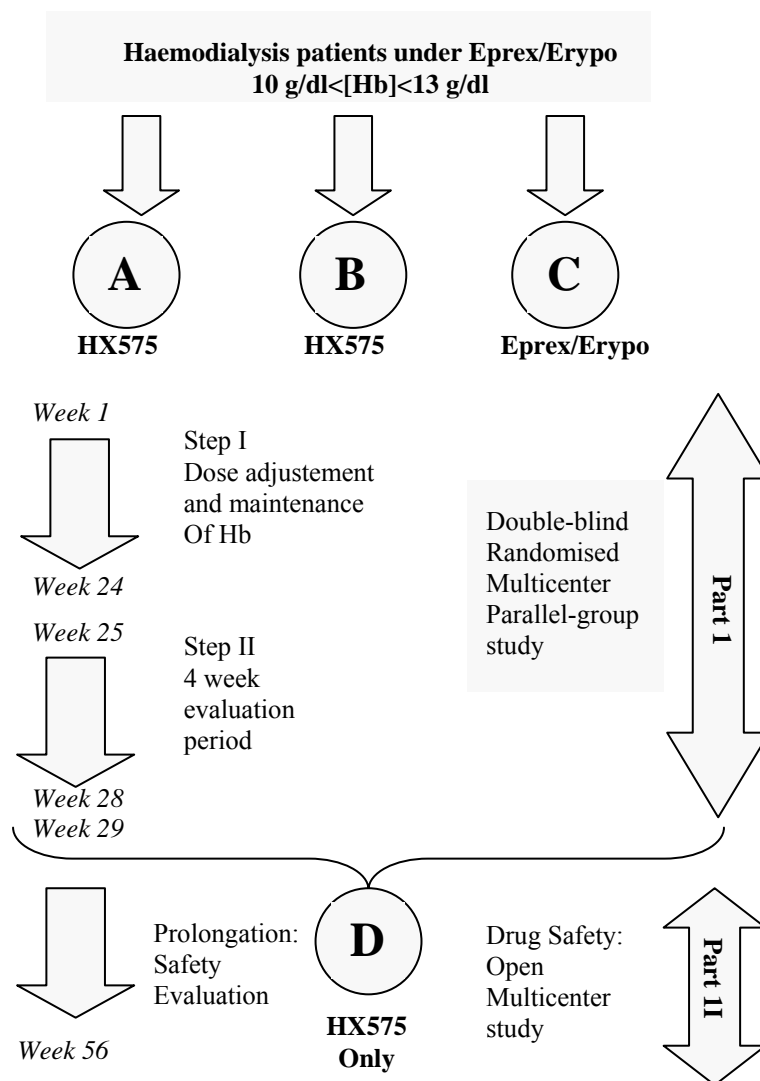 Haemodialysis patients under Eprex/Erypo
10 g/dl<[Hb]<13 g/dl
A
B
C
HX575
HX575
Eprex/Erypo
Week 1
Step I
Dose adjustement
and maintenance
Of Hb
Week 24
Double-blind
Randomised
Multicenter
Parallel-group
study
Part 1
Week 25
Step II
4 week
evaluation
period
Week 28
Week 29
Prolongation:
Safety
Evaluation
D
HX575
Only
Drug Safety:
Open
Multicenter
study
Part 1I
Week 56